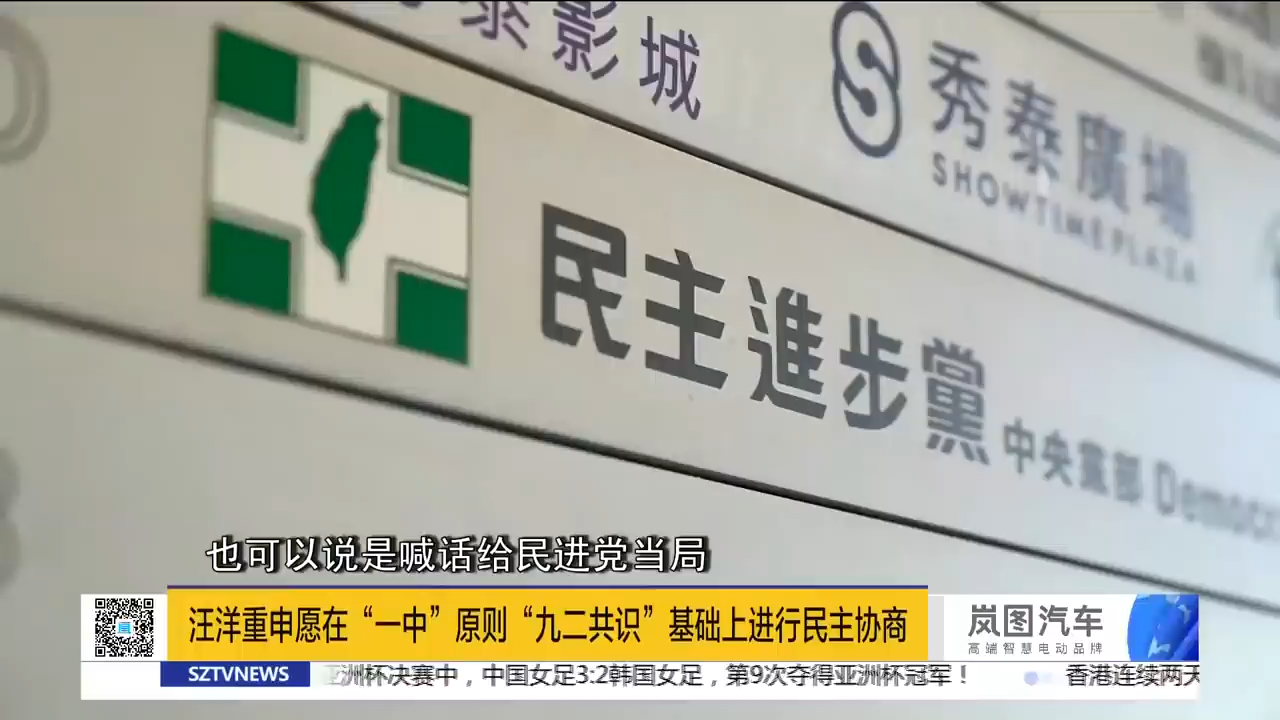 泰影城
秀泰廣場
SHOWTIMEPLAZA
民主進步黨
中央黨部 Democr
也可以说是喊话给民进党当局
汪洋重申愿在“一中”原则“九二共识”基础上进行民主协商
岚图汽车
高端智慧电动品牌
SZTVNEWS
亚洲杯决赛中，中国女足3:2韩国女足，第9次夺得亚洲杯冠军！
香港连续两天